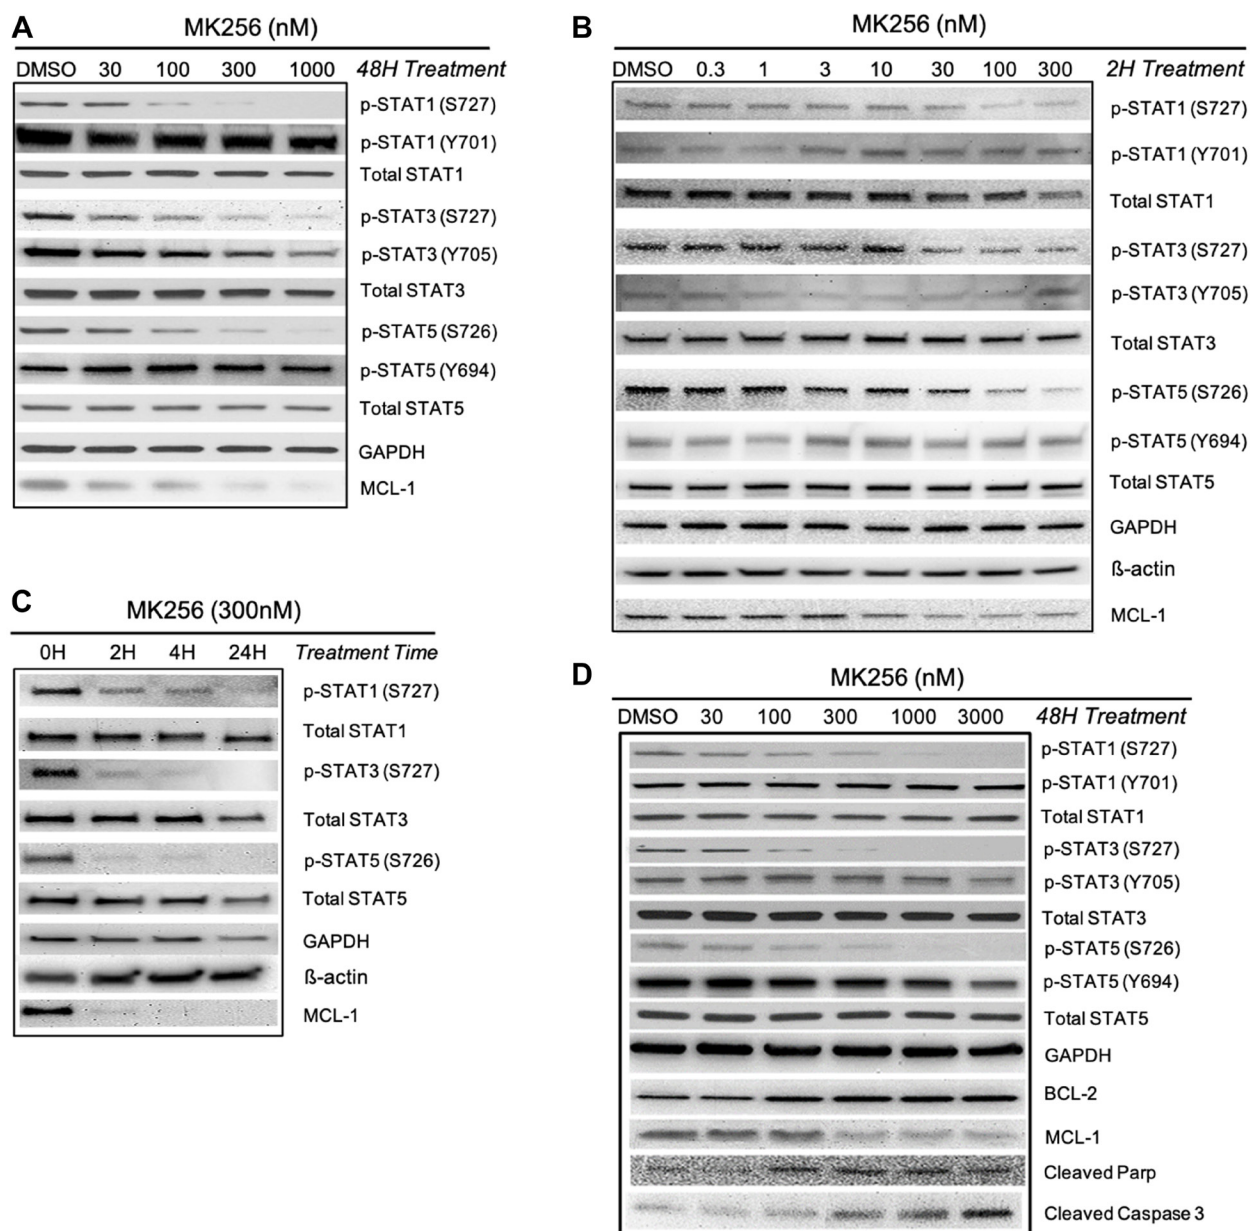 A
MK256 (nM)
DMSO 30 100 300 1000 48H Treatment
p-STAT1 (S727)
p-STAT1 (Y701)
Total STAT1
p-STAT3 (S727)
p-STAT3 (Y705)
Total STAT3
p-STAT5 (S726)
p-STAT5 (Y694)
Total STAT5
GAPDH
MCL-1
B
MK256 (nM)
DMSO 0.3 1 3 10 30 100 300 2H Treatment
p-STAT1 (S727)
p-STAT1 (Y701)
Total STAT1
p-STAT3 (S727)
p-STAT3 (Y705)
Total STAT3
p-STAT5 (S726)
p-STAT5 (Y694)
Total STAT5
GAPDH
ß-actin
MCL-1
C
MK256 (300nM)
0H 2H 4H 24H Treatment Time
p-STAT1 (S727)
Total STAT1
p-STAT3 (S727)
Total STAT3
p-STAT5 (S726)
Total STAT5
GAPDH
ß-actin
MCL-1
D
MK256 (nM)
DMSO 30 100 300 1000 3000 48H Treatment
p-STAT1 (S727)
p-STAT1 (Y701)
Total STAT1
p-STAT3 (S727)
p-STAT3 (Y705)
Total STAT3
p-STAT5 (S726)
p-STAT5 (Y694)
Total STAT5
GAPDH
BCL-2
MCL-1
Cleaved Parp
Cleaved Caspase 3